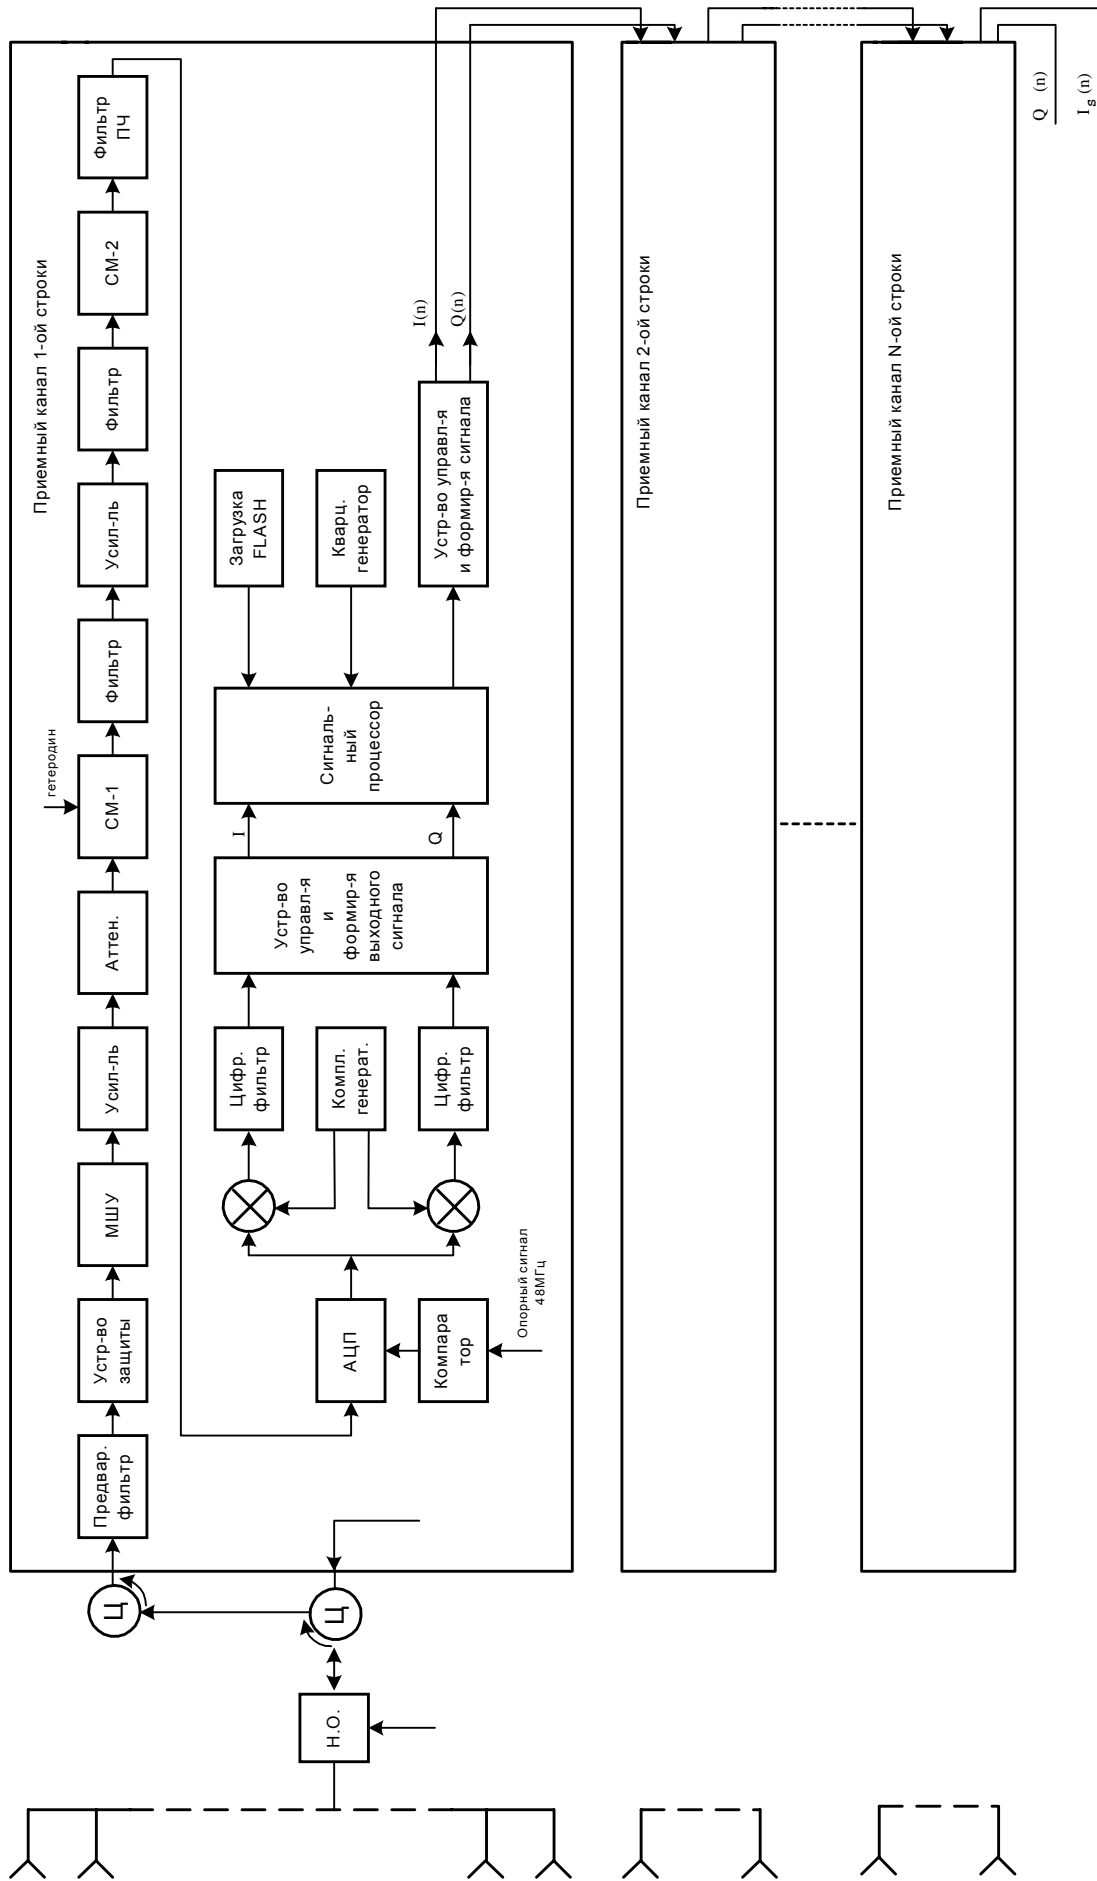 Приемный канал 1-ой строки
Предвар.
фильтр
Устр-во
защиты
МШУ
Усил-ль
Аттен.
гетеродин
СМ-1
Фильтр
Усил-ль
Фильтр
СМ-2
Фильтр
ПЧ
Ц
Ц
Н.О.
АЦП
Компара
тор
Опорный сигнал
48МГц
Цифр.
фильтр
Компл.
генерат.
Цифр.
фильтр
Устр-во
управл-я
и
формир-я
выходного
сигнала
I
Q
Сигналь-
ный
процессор
Загрузка
FLASH
Кварц.
генератор
Устр-во управл-я
и формир-я сигнала
I(n)
Q(n)
Приемный канал 2-ой строки
Приемный канал N-ой строки
Q (n)
I s (n)